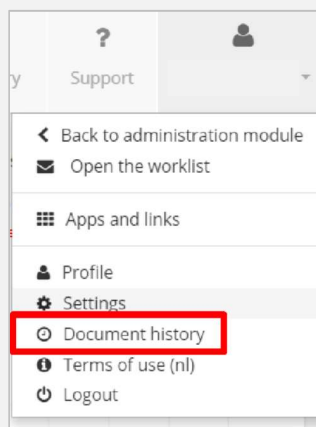 ?
y
Support
Back to administration module
Open the worklist
Apps and links
Profile
Settings
Document history
Terms of use (nl)
Logout